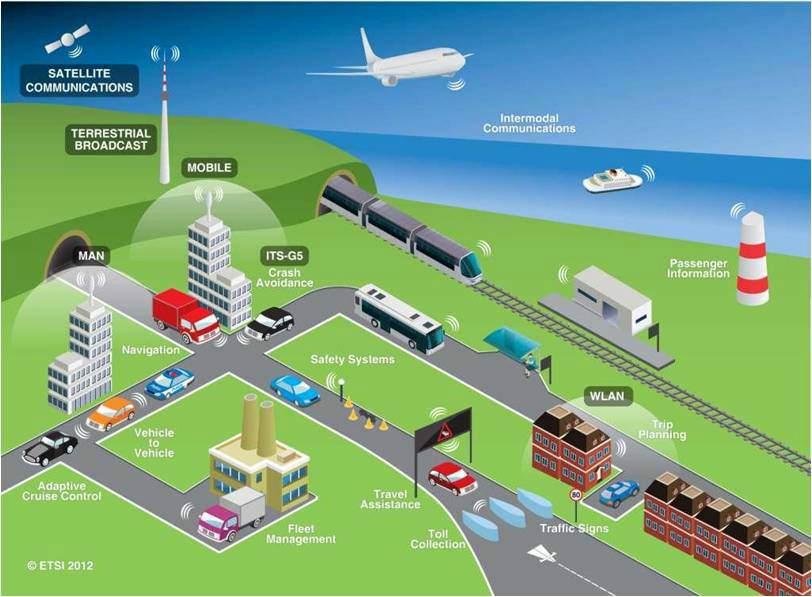 SATELLITE
COMMUNICATIONS
TERRESTRIAL
BROADCAST
Intermodal
Communications
MOBILE
MAN
ITS-G5
Crash
Avoidance
Passenger
Information
Navigation
Safety Systems
WLAN
Trip
Planning
Vehicle
to
Vehicle
Adaptive
Cruise Control
Travel
Assistance
80
Fleet
Management
Toll
Collection
Traffic Signs
© ETSI 2012